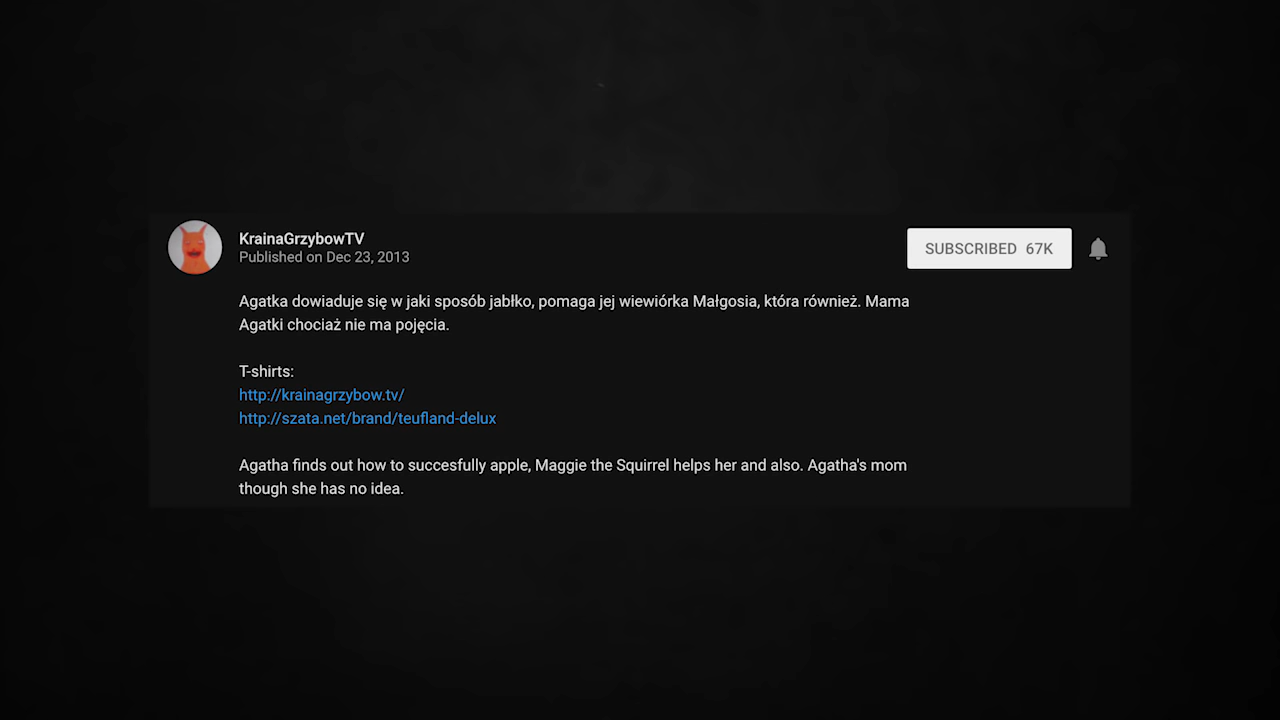 KrainaGrzybowTV
Published on Dec 23, 2013
SUBSCRIBED 67K
Agatka dowiaduje się w jaki sposób jabłko, pomaga jej wiewiórka Małgosia, która również. Mama
Agatki chociaż nie ma pojęcia.
T-shirts:
http://krainagrzybow.tv/
http://szata.net/brand/teufland-delux
Agatha finds out how to succesfully apple, Maggie the Squirrel helps her and also. Agatha's mom
though she has no idea.